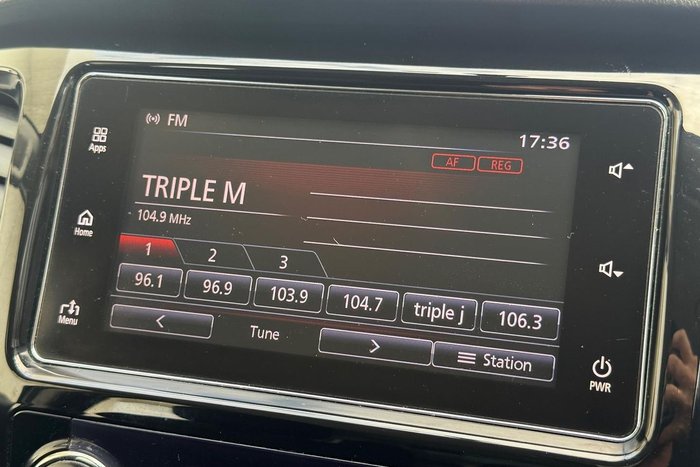 FM
17:36
Apps
AF REG
TRIPLE M
104.9 MHz
Home
1 2 3
96.1 96.9 103.9 104.7 triple j 106.3
Menu
< Tune > Station
PWR